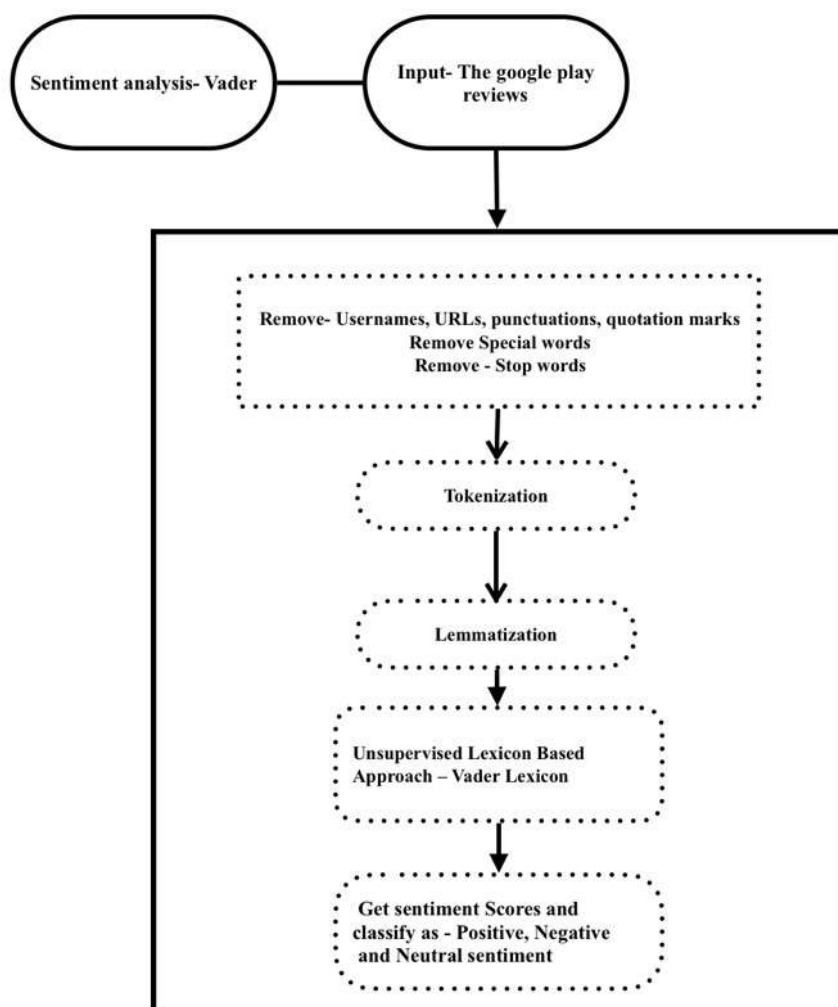 Sentiment analysis- Vader
Input- The google play
reviews
Remove- Usernames, URLs, punctuations, quotation marks
Remove Special words
Remove - Stop words
Tokenization
Lemmatization
Unsupervised Lexicon Based
Approach – Vader Lexicon
Get sentiment Scores and
classify as - Positive, Negative
and Neutral sentiment